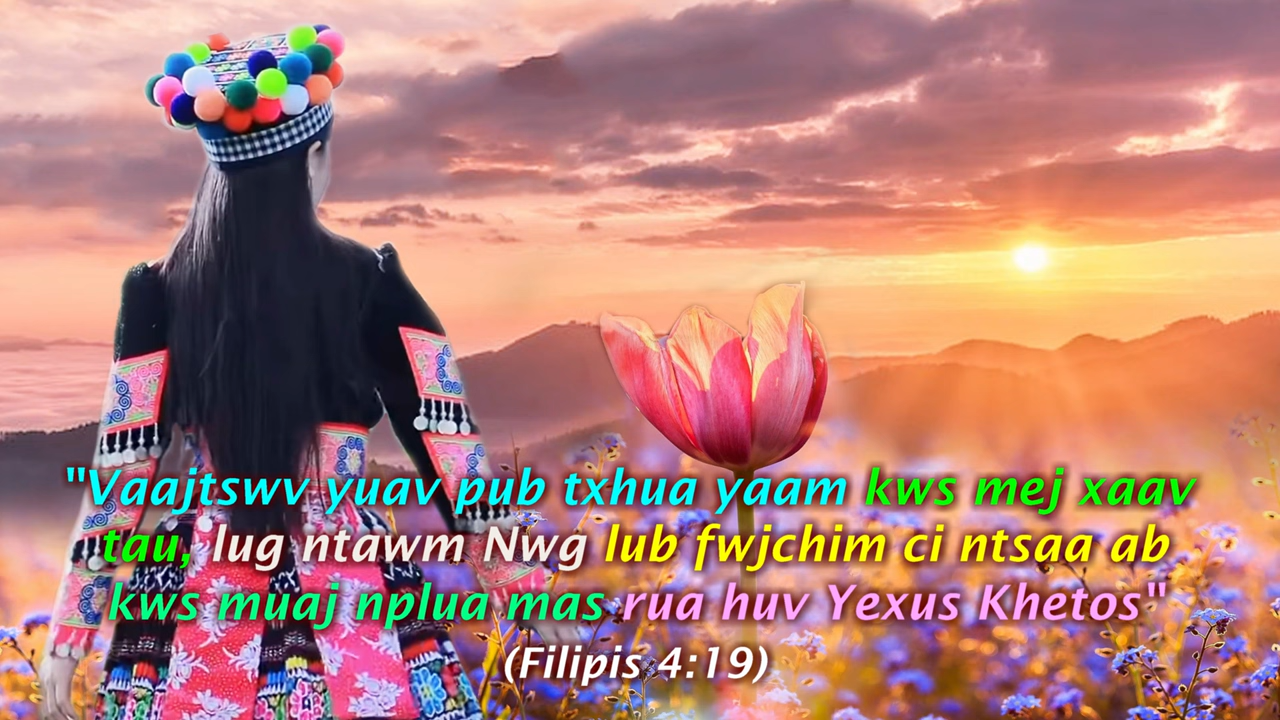 "Vaajtswv yuav pub txhua yaam kws mej xaav
tau, lug ntawm Nwg lub fwjchim ci ntsaa ab
kws muaj nplua mas rua huv Yexus Khetos"
(Filipis 4:19)